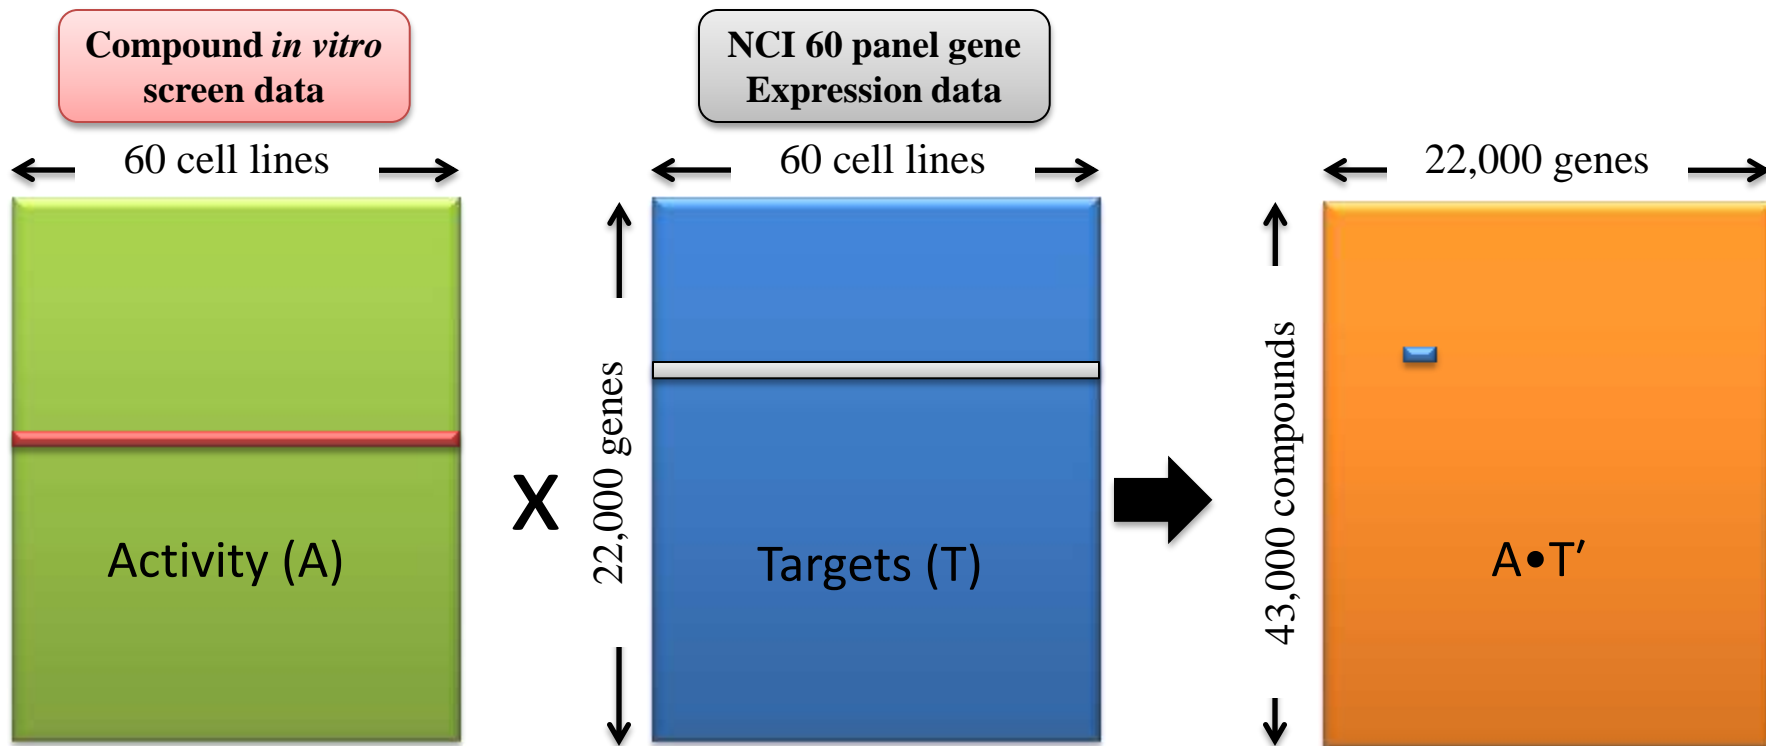 Compound in vitro
screen data
NCI 60 panel gene
Expression data
60 cell lines
60 cell lines
22,000 genes
Activity (A)
X
22,000 genes
Targets (T)
43,000 compounds
A•T′